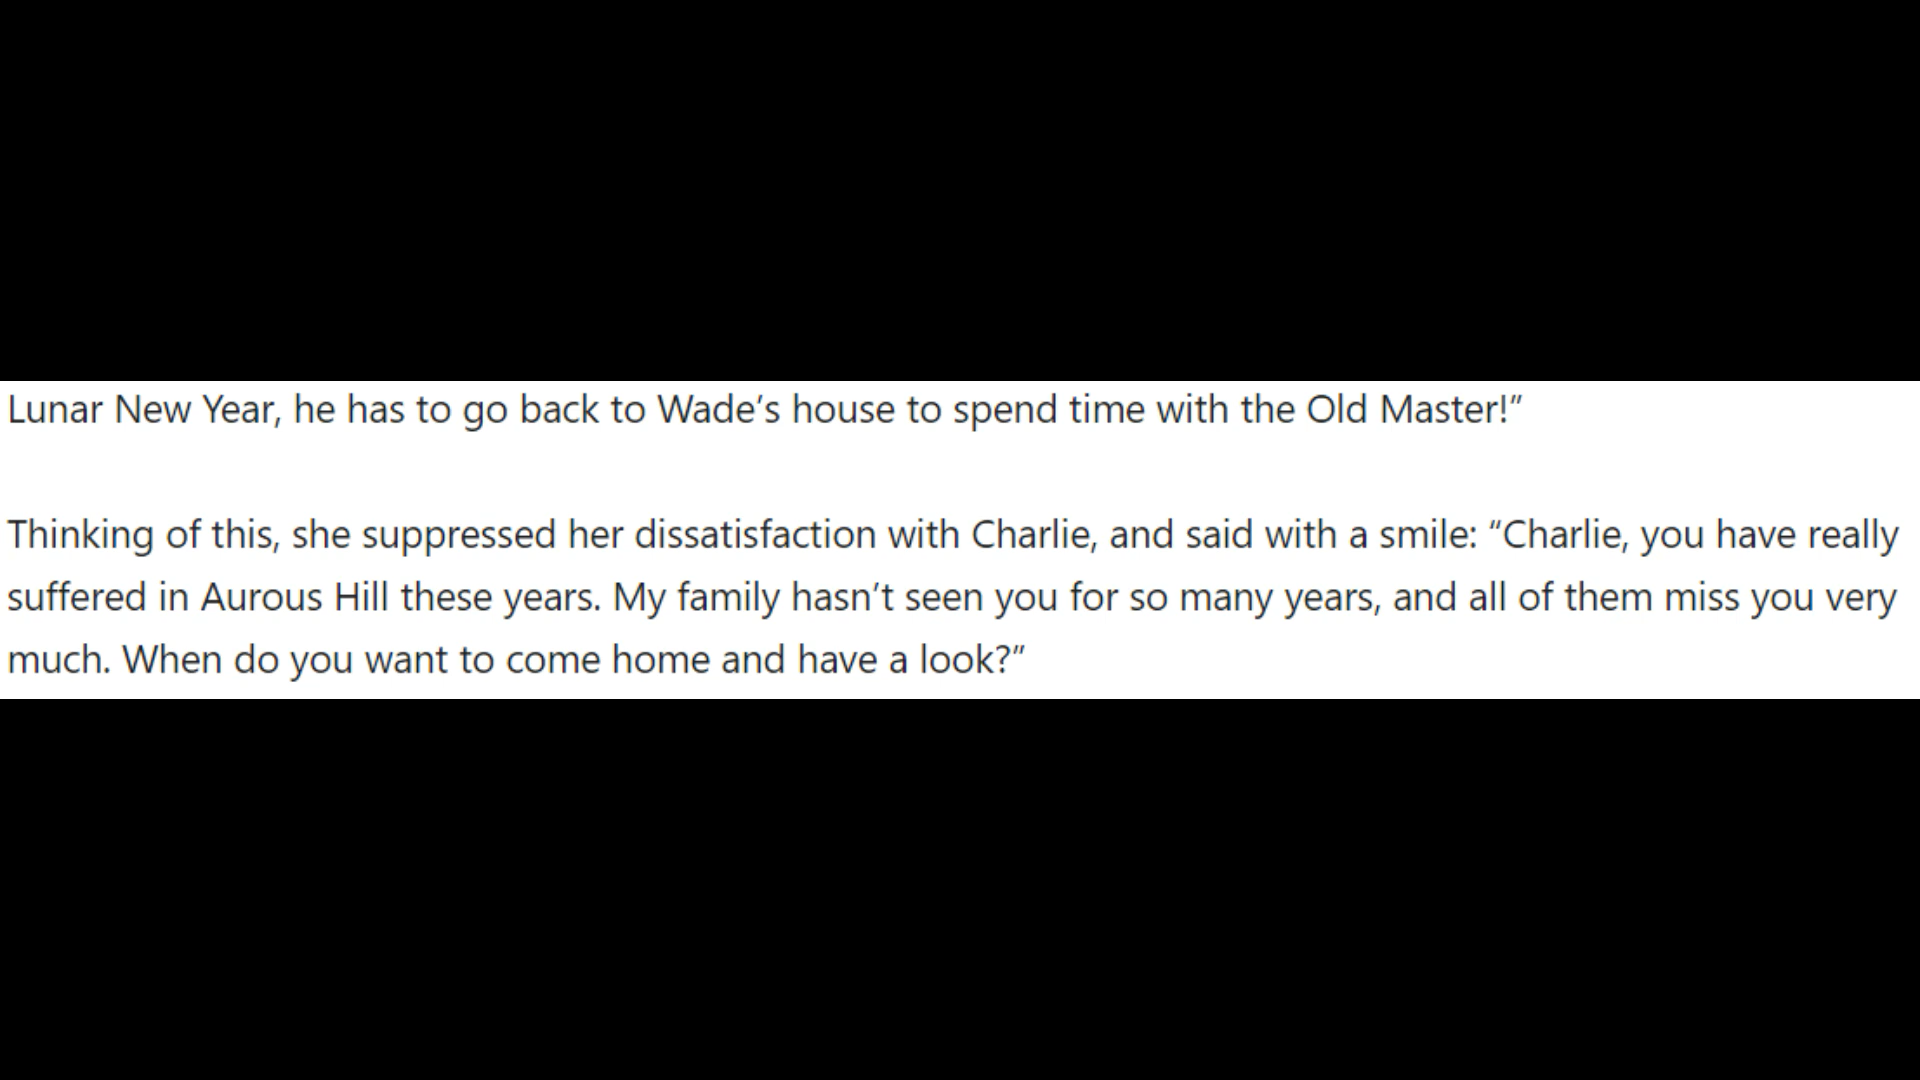 Lunar New Year, he has to go back to Wade’s house to spend time with the Old Master!”
Thinking of this, she suppressed her dissatisfaction with Charlie, and said with a smile: “Charlie, you have really
suffered in Aurous Hill these years. My family hasn’t seen you for so many years, and all of them miss you very
much. When do you want to come home and have a look?”